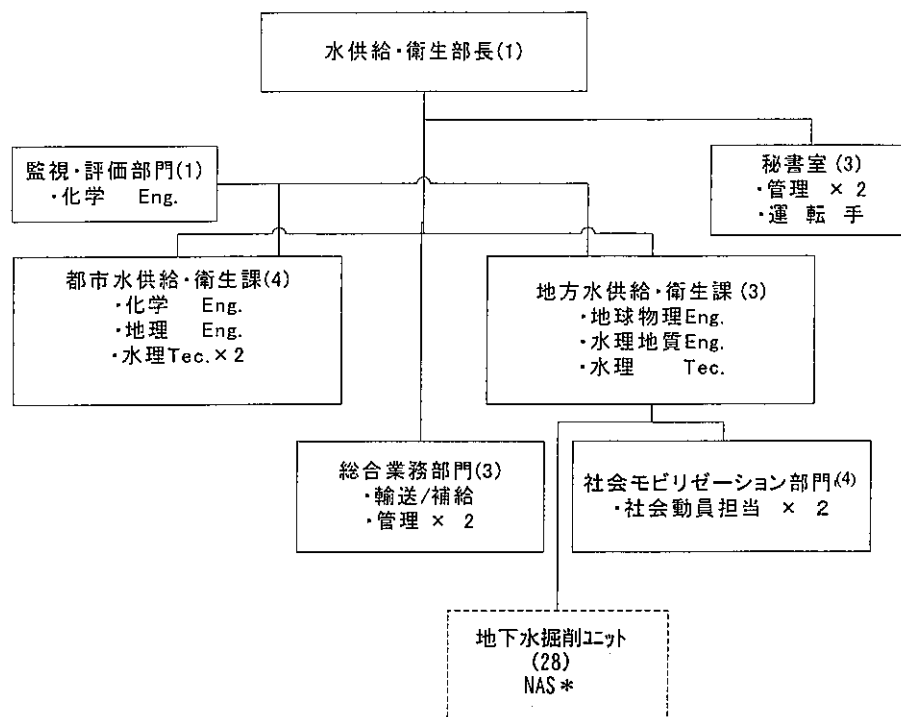 水供給・衛生部長(1)
監視・評価部門(1)
・化学 Eng.
秘書室(3)
・管理 × 2
・運転手
都市水供給・衛生課(4)
・化学 Eng.
・地理 Eng.
・水理Tec.×2
地方水供給・衛生課(3)
・地球物理Eng.
・水理地質Eng.
・水理 Tec.
総合業務部門(3)
・輸送/補給
・管理 × 2
社会モビリゼーション部門(4)
・社会動員担当 × 2
地下水掘削ユニット
(28)
NAS*